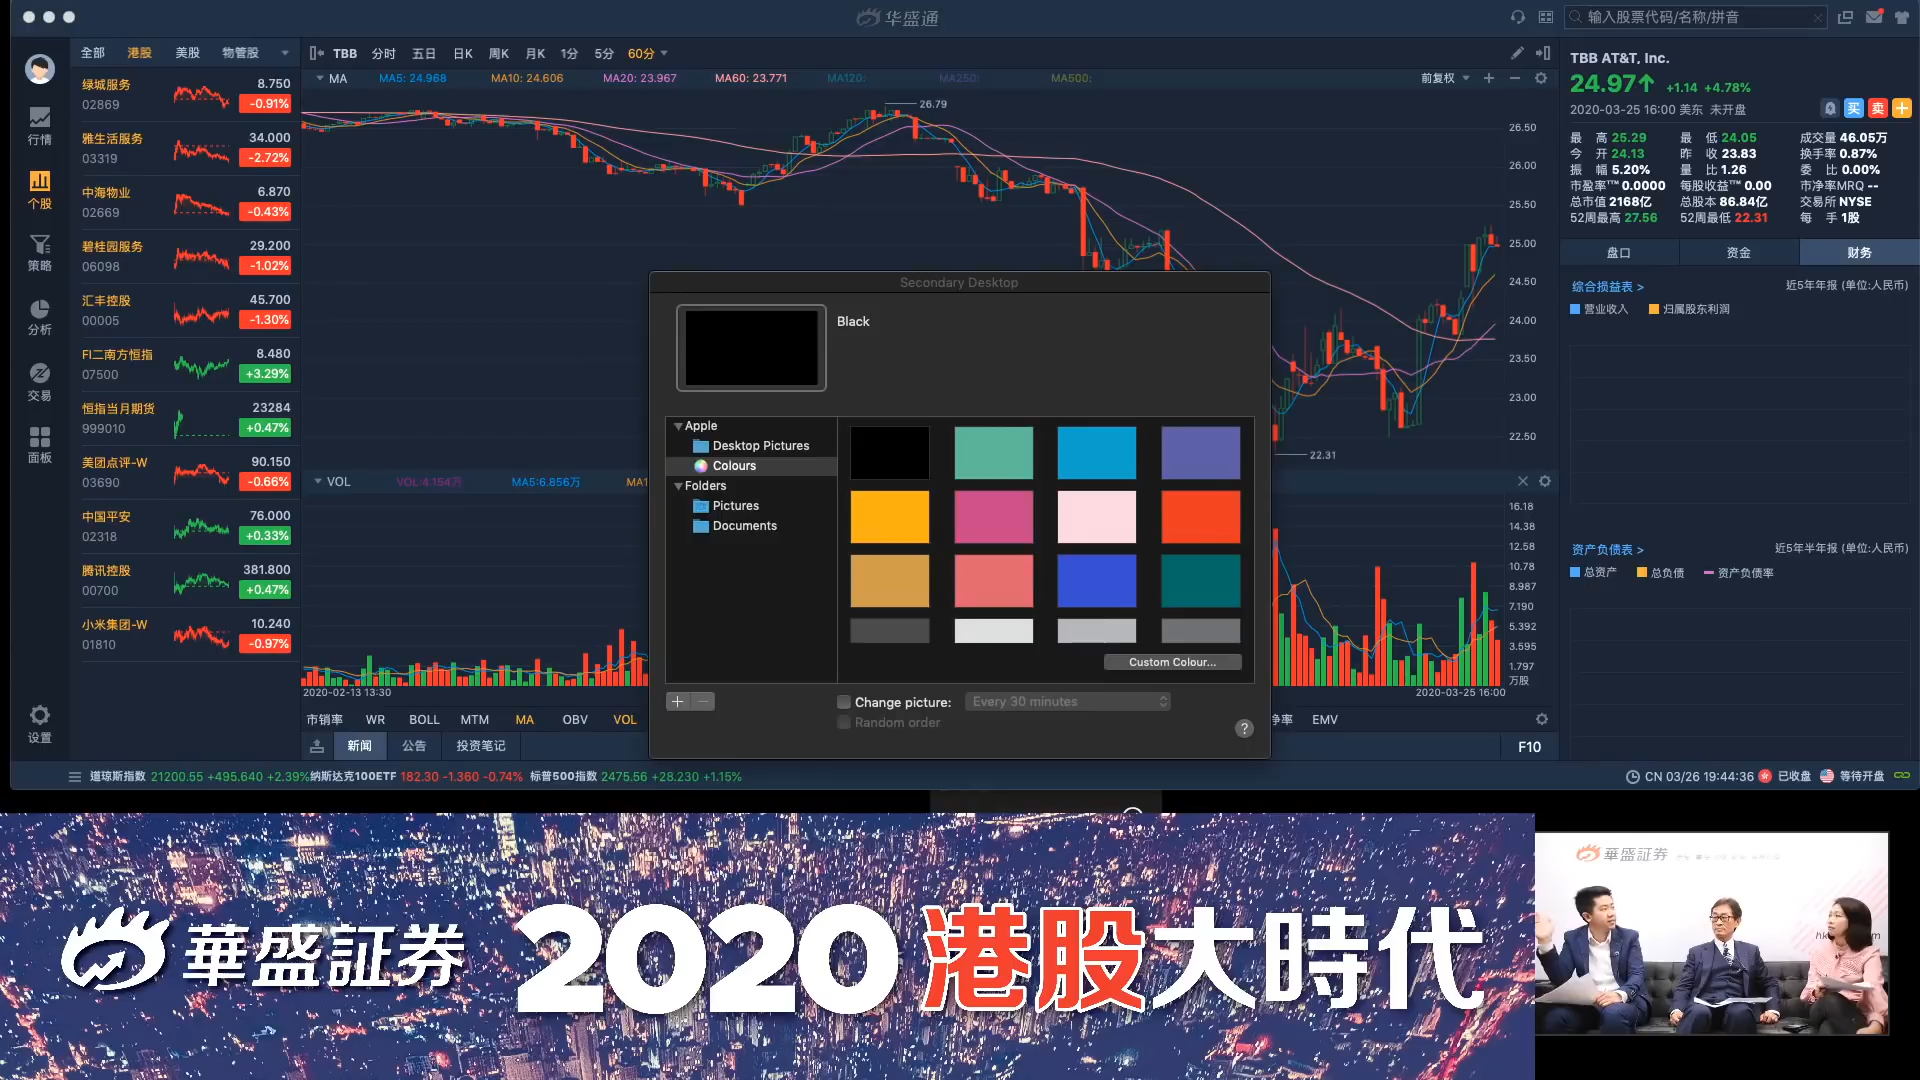 华盛通
输入股票代码/名称/拼音
全部 港股 美股 物管股
TBB 分时 五日 日K 周K 月K 1分 5分 60分
MA MA5: 24.968 MA10: 24.606 MA20: 23.967 MA60: 23.771 MA120: MA250: MA500: 前复权
行情
个股
策略
分析
交易
面板
设置
绿城服务 8.750
02869 -0.91%
雅生活服务 34.000
03319 -2.72%
中海物业 6.870
02669 -0.43%
碧桂园服务 29.200
06098 -1.02%
汇丰控股 45.700
00005 -1.30%
FI二南方恒指 8.480
07500 +3.29%
恒指当月期货 23284
999010 +0.47%
美团点评-W 90.150
03690 -0.66%
中国平安 76.000
02318 +0.33%
腾讯控股 381.800
00700 +0.47%
小米集团-W 10.240
01810 -0.97%
26.79
26.50
26.00
25.50
25.00
24.50
24.00
23.50
23.00
22.50
22.31
VOL VOL:4.154万 MA5:6.856万 MA1
16.18
14.38
12.58
10.78
8.987
7.190
5.392
3.595
1.797
万股
2020-02-13 13:30 2020-03-25 16:00
市销率 WR BOLL MTM MA OBV VOL 净率 EMV
新闻 公告 投资笔记 F10
Secondary Desktop
Black
Apple
Desktop Pictures
Colours
Folders
Pictures
Documents
Custom Colour...
+ −
Change picture: Every 30 minutes
Random order
?
TBB AT&T, Inc.
24.97↑ +1.14 +4.78%
2020-03-25 16:00 美东 未开盘 买 卖
最 高 25.29 最 低 24.05 成交量 46.05万
今 开 24.13 昨 收 23.83 换手率 0.87%
振 幅 5.20% 量 比 1.26 委 比 0.00%
市盈率™ 0.0000 每股收益™ 0.00 市净率MRQ --
总市值 2168亿 总股本 86.84亿 交易所 NYSE
52周最高 27.56 52周最低 22.31 每 手 1股
盘口 资金 财务
综合损益表 > 近5年年报 (单位:人民币)
营业收入 归属股东利润
资产负债表 > 近5年半年报 (单位:人民币)
总资产 总负债 资产负债率
道琼斯指数 21200.55 +495.640 +2.39% 纳斯达克100ETF 182.30 -1.360 -0.74% 标普500指数 2475.56 +28.230 +1.15%
CN 03/26 19:44:36 已收盘 等待开盘
華盛証券 2020港股大時代
華盛証券